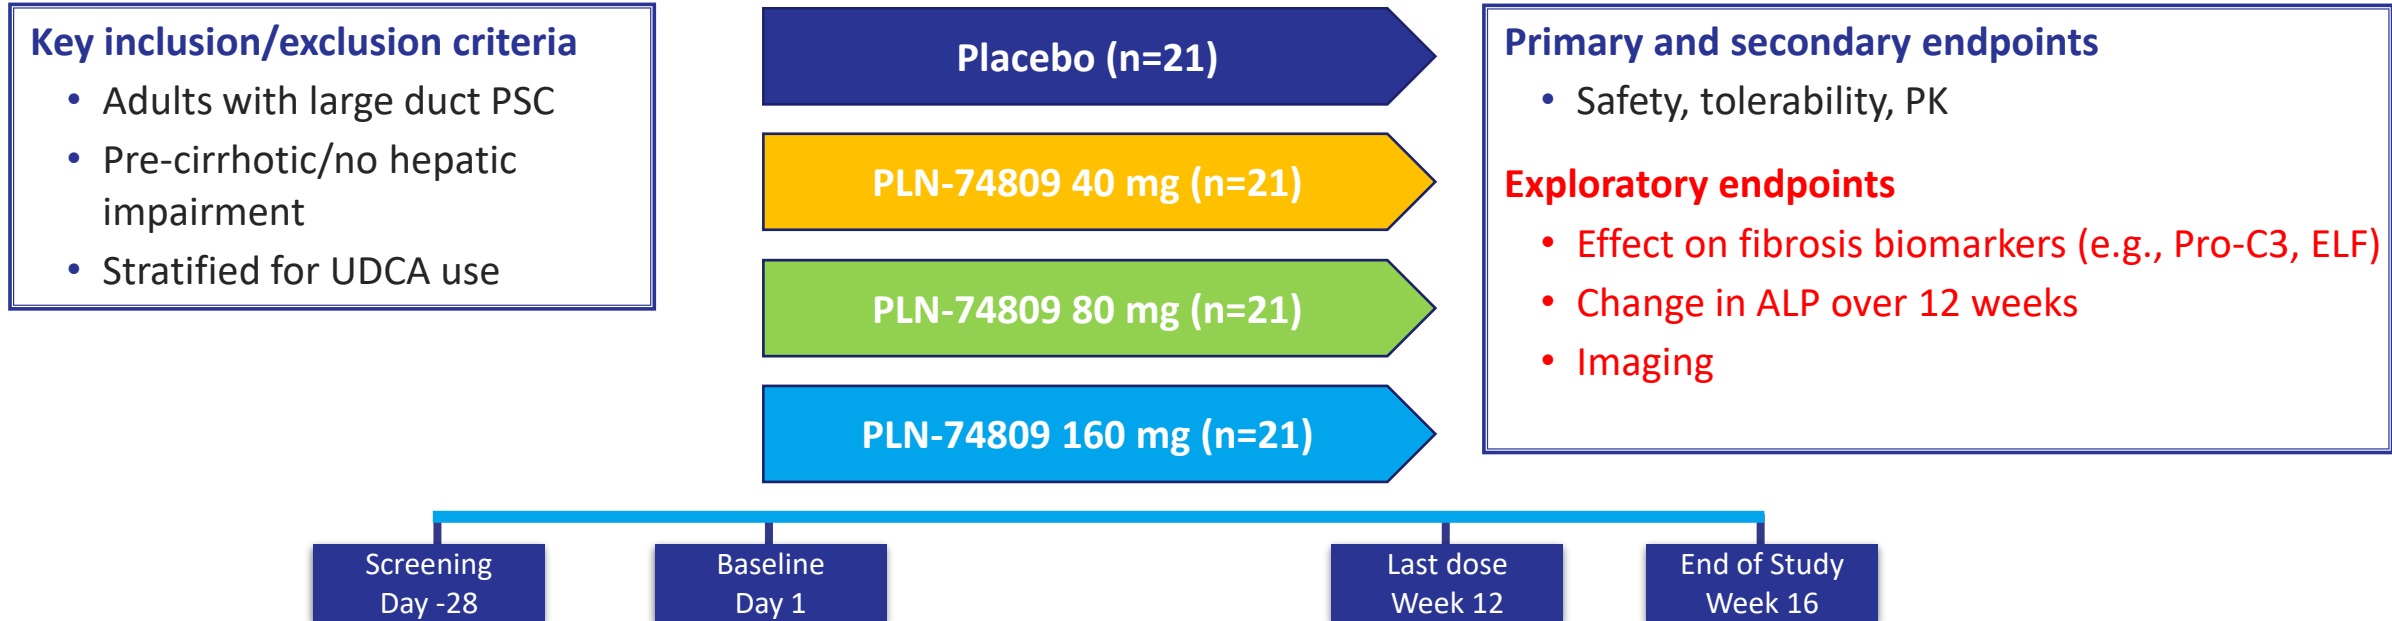 Key inclusion/exclusion criteria
• Adults with large duct PSC
• Pre-cirrhotic/no hepatic
impairment
• Stratified for UDCA use
Placebo (n=21)
PLN-74809 40 mg (n=21)
PLN-74809 80 mg (n=21)
PLN-74809 160 mg (n=21)
Primary and secondary endpoints
• Safety, tolerability, PK
Exploratory endpoints
• Effect on fibrosis biomarkers (e.g., Pro-C3, ELF)
• Change in ALP over 12 weeks
• Imaging
Screening
Day -28
Baseline
Day 1
Last dose
Week 12
End of Study
Week 16